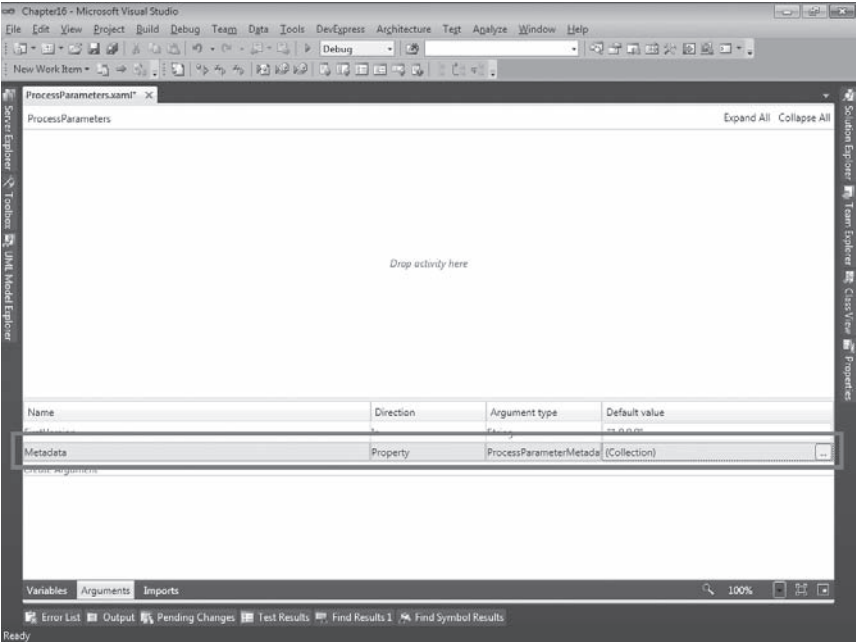 Chapter16 - Microsoft Visual Studio
File Edit View Project Build Debug Team Data Tools DevExpress Architecture Test Analyze Window Help
Debug
New Work Item
ProcessParameters.xaml* ×
ProcessParameters Expand All Collapse All
Server Explorer
Toolbox
UML Model Explorer
Solution Explorer
Team Explorer
Class View
Properties
Drop activity here
Name Direction Argument type Default value
Metadata Property ProcessParameterMetada (Collection) ...
Create Argument
Variables Arguments Imports 100%
Error List Output Pending Changes Test Results Find Results 1 Find Symbol Results
Ready